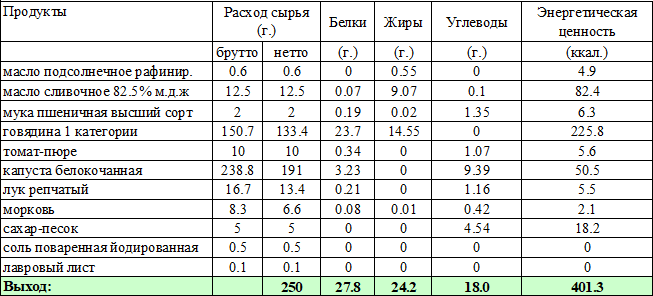 Продукты Расход сырья (г.) Белки Жиры Углеводы Энергетическая ценность
брутто нетто (г.) (г.) (г.) (ккал.)
масло подсолнечное рафинир. 0.6 0.6 0 0.55 0 4.9
масло сливочное 82.5% м.д.ж 12.5 12.5 0.07 9.07 0.1 82.4
мука пшеничная высший сорт 2 2 0.19 0.02 1.35 6.3
говядина 1 категории 150.7 133.4 23.7 14.55 0 225.8
томат-пюре 10 10 0.34 0 1.07 5.6
капуста белокочанная 238.8 191 3.23 0 9.39 50.5
лук репчатый 16.7 13.4 0.21 0 1.16 5.5
морковь 8.3 6.6 0.08 0.01 0.42 2.1
сахар-песок 5 5 0 0 4.54 18.2
соль поваренная йодированная 0.5 0.5 0 0 0 0
лавровый лист 0.1 0.1 0 0 0 0
Выход: 250 27.8 24.2 18.0 401.3